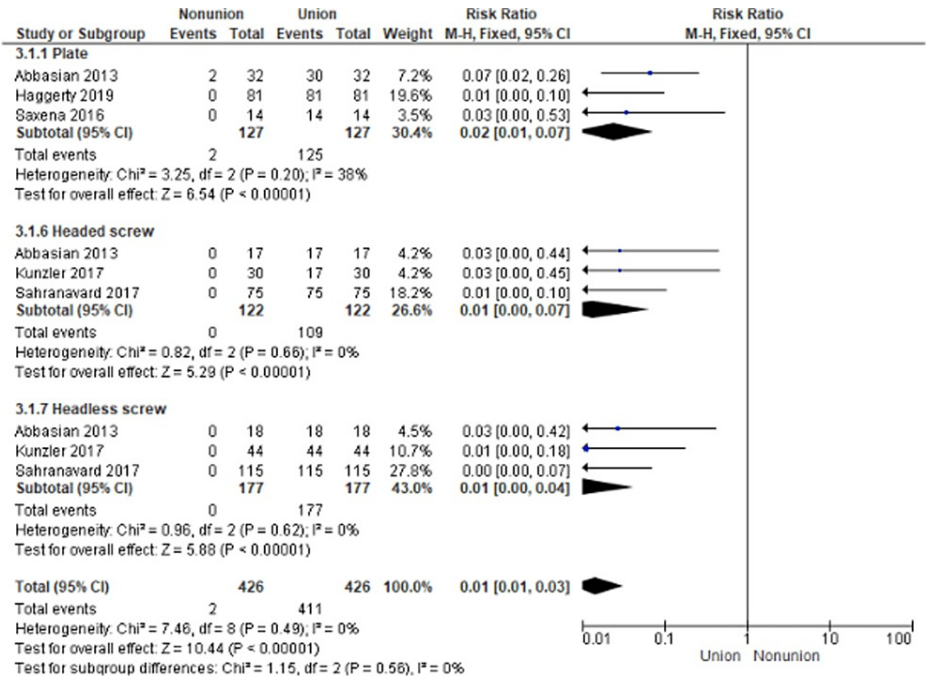 Nonunion Union Risk Ratio Risk Ratio
Study or Subgroup Events Total Events Total Weight M-H, Fixed, 95% CI M-H, Fixed, 95% CI
3.1.1 Plate
Abbasian 2013 2 32 30 32 7.2% 0.07 [0.02, 0.26]
Haggerty 2019 0 81 81 81 19.6% 0.01 [0.00, 0.10]
Saxena 2016 0 14 14 14 3.5% 0.03 [0.00, 0.53]
Subtotal (95% CI) 127 127 30.4% 0.02 [0.01, 0.07]
Total events 2 125
Heterogeneity: Chi² = 3.25, df = 2 (P = 0.20); I² = 38%
Test for overall effect: Z = 6.54 (P < 0.00001)
3.1.6 Headed screw
Abbasian 2013 0 17 17 17 4.2% 0.03 [0.00, 0.44]
Kunzler 2017 0 30 17 30 4.2% 0.03 [0.00, 0.45]
Sahranavard 2017 0 75 75 75 18.2% 0.01 [0.00, 0.10]
Subtotal (95% CI) 122 122 26.6% 0.01 [0.00, 0.07]
Total events 0 109
Heterogeneity: Chi² = 0.82, df = 2 (P = 0.66); I² = 0%
Test for overall effect: Z = 5.29 (P < 0.00001)
3.1.7 Headless screw
Abbasian 2013 0 18 18 18 4.5% 0.03 [0.00, 0.42]
Kunzler 2017 0 44 44 44 10.7% 0.01 [0.00, 0.18]
Sahranavard 2017 0 115 115 115 27.8% 0.00 [0.00, 0.07]
Subtotal (95% CI) 177 177 43.0% 0.01 [0.00, 0.04]
Total events 0 177
Heterogeneity: Chi² = 0.96, df = 2 (P = 0.62); I² = 0%
Test for overall effect: Z = 5.88 (P < 0.00001)
Total (95% CI) 426 426 100.0% 0.01 [0.01, 0.03]
Total events 2 411
Heterogeneity: Chi² = 7.46, df = 8 (P = 0.49); I² = 0%
Test for overall effect: Z = 10.44 (P < 0.00001)
Test for subgroup differences: Chi² = 1.15, df = 2 (P = 0.56), I² = 0%
0.01 0.1 1 10 100
Union Nonunion